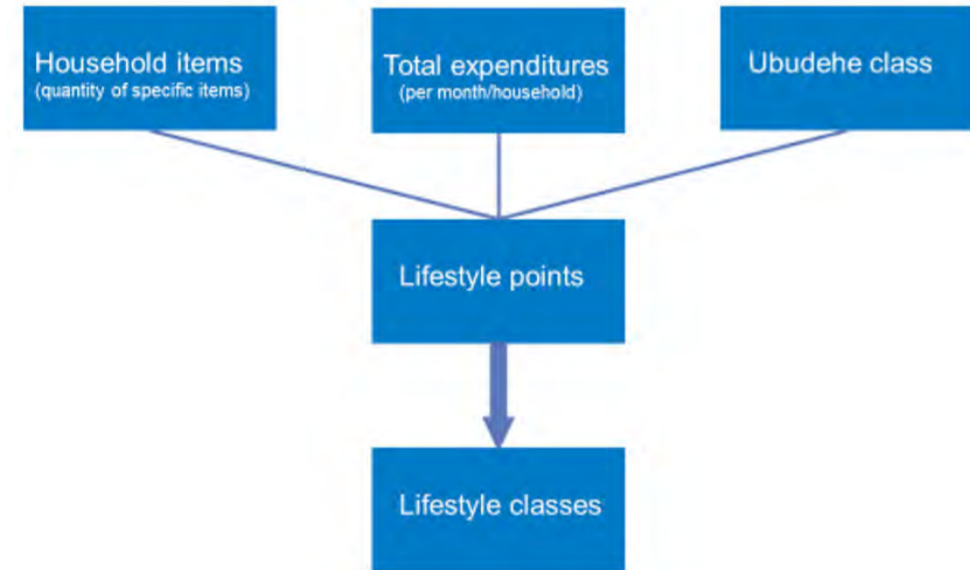 Household items
(quantity of specific items)
Total expenditures
(per month/household)
Ubudehe class
Lifestyle points
Lifestyle classes